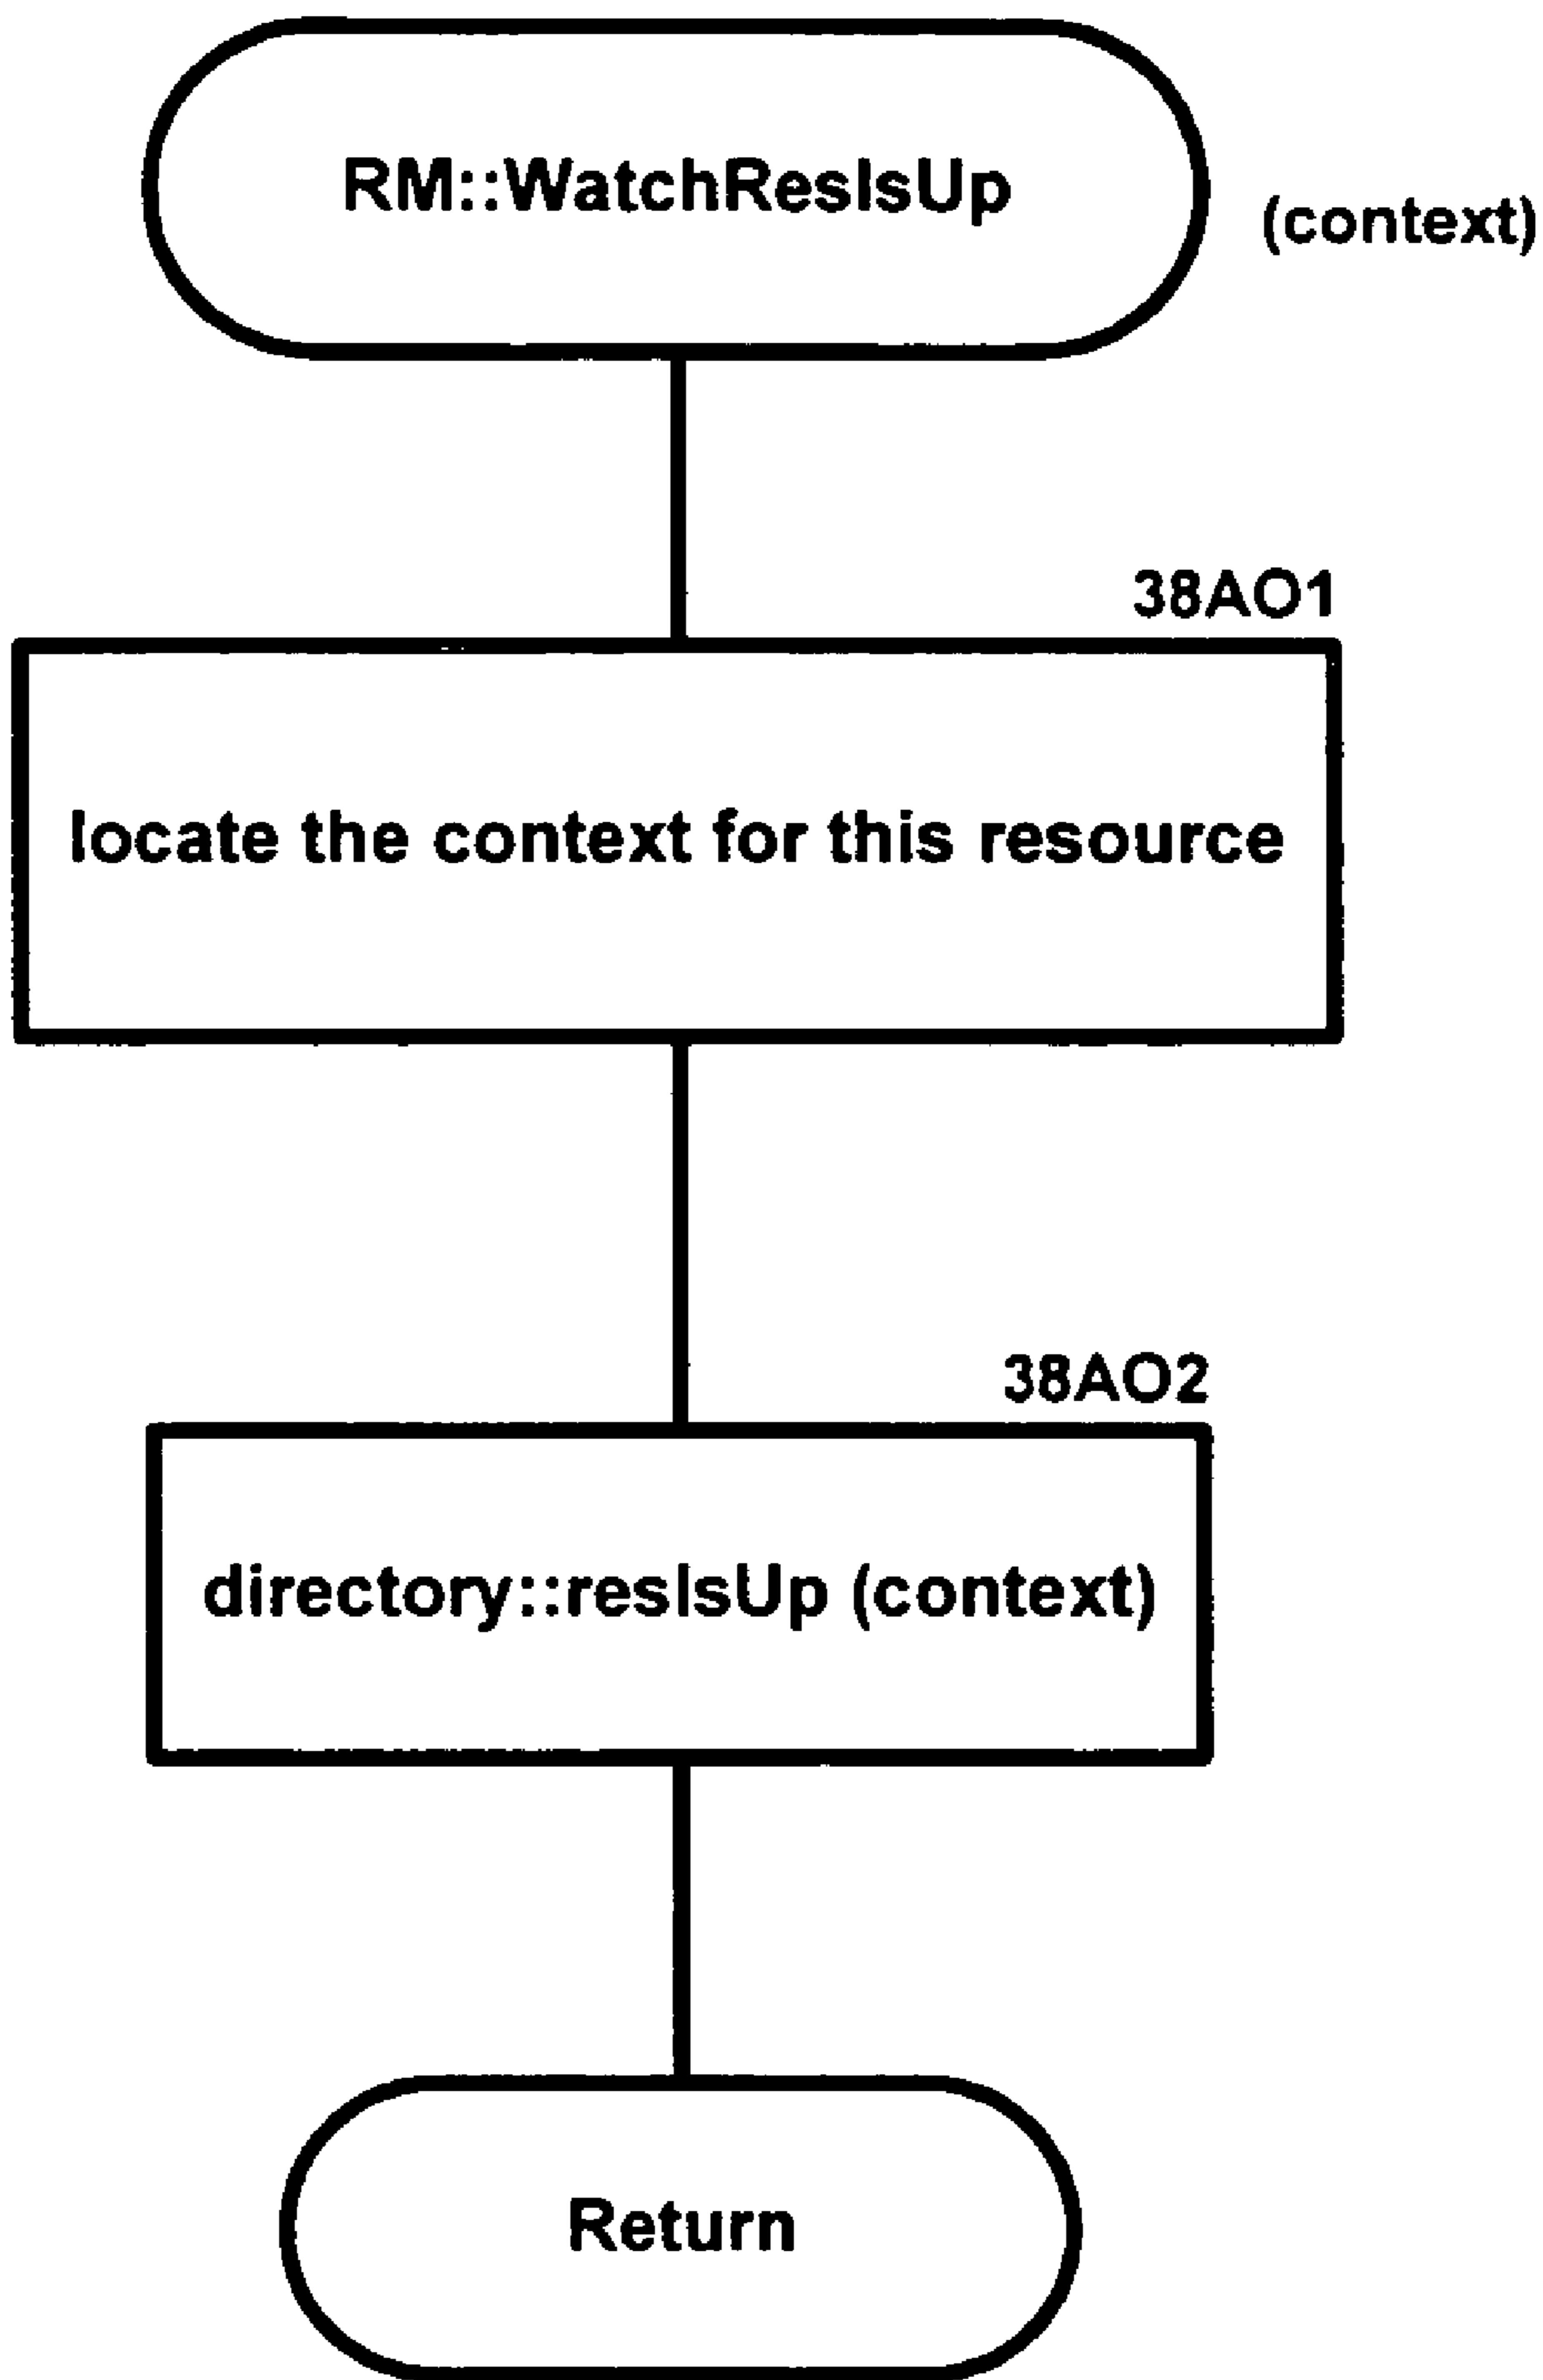 RM::WatchResIsUp
(context)
38AO1
locate the context for this resource
38AO2
directory::resIsUp (context)
Return